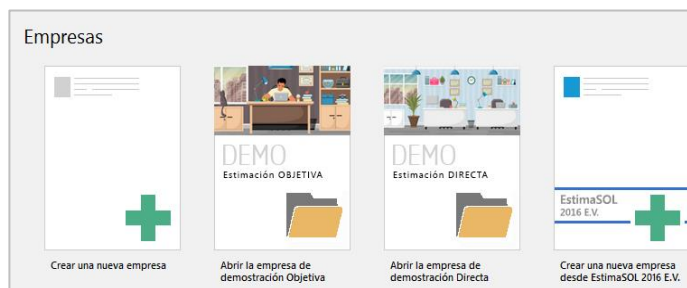 Empresas
DEMO
Estimación OBJETIVA
DEMO
Estimación DIRECTA
EstimaSOL
2016 E.V.
Crear una nueva empresa
Abrir la empresa de
demostración Objetiva
Abrir la empresa de
demostración Directa
Crear una nueva empresa
desde EstimaSOL 2016 E.V.